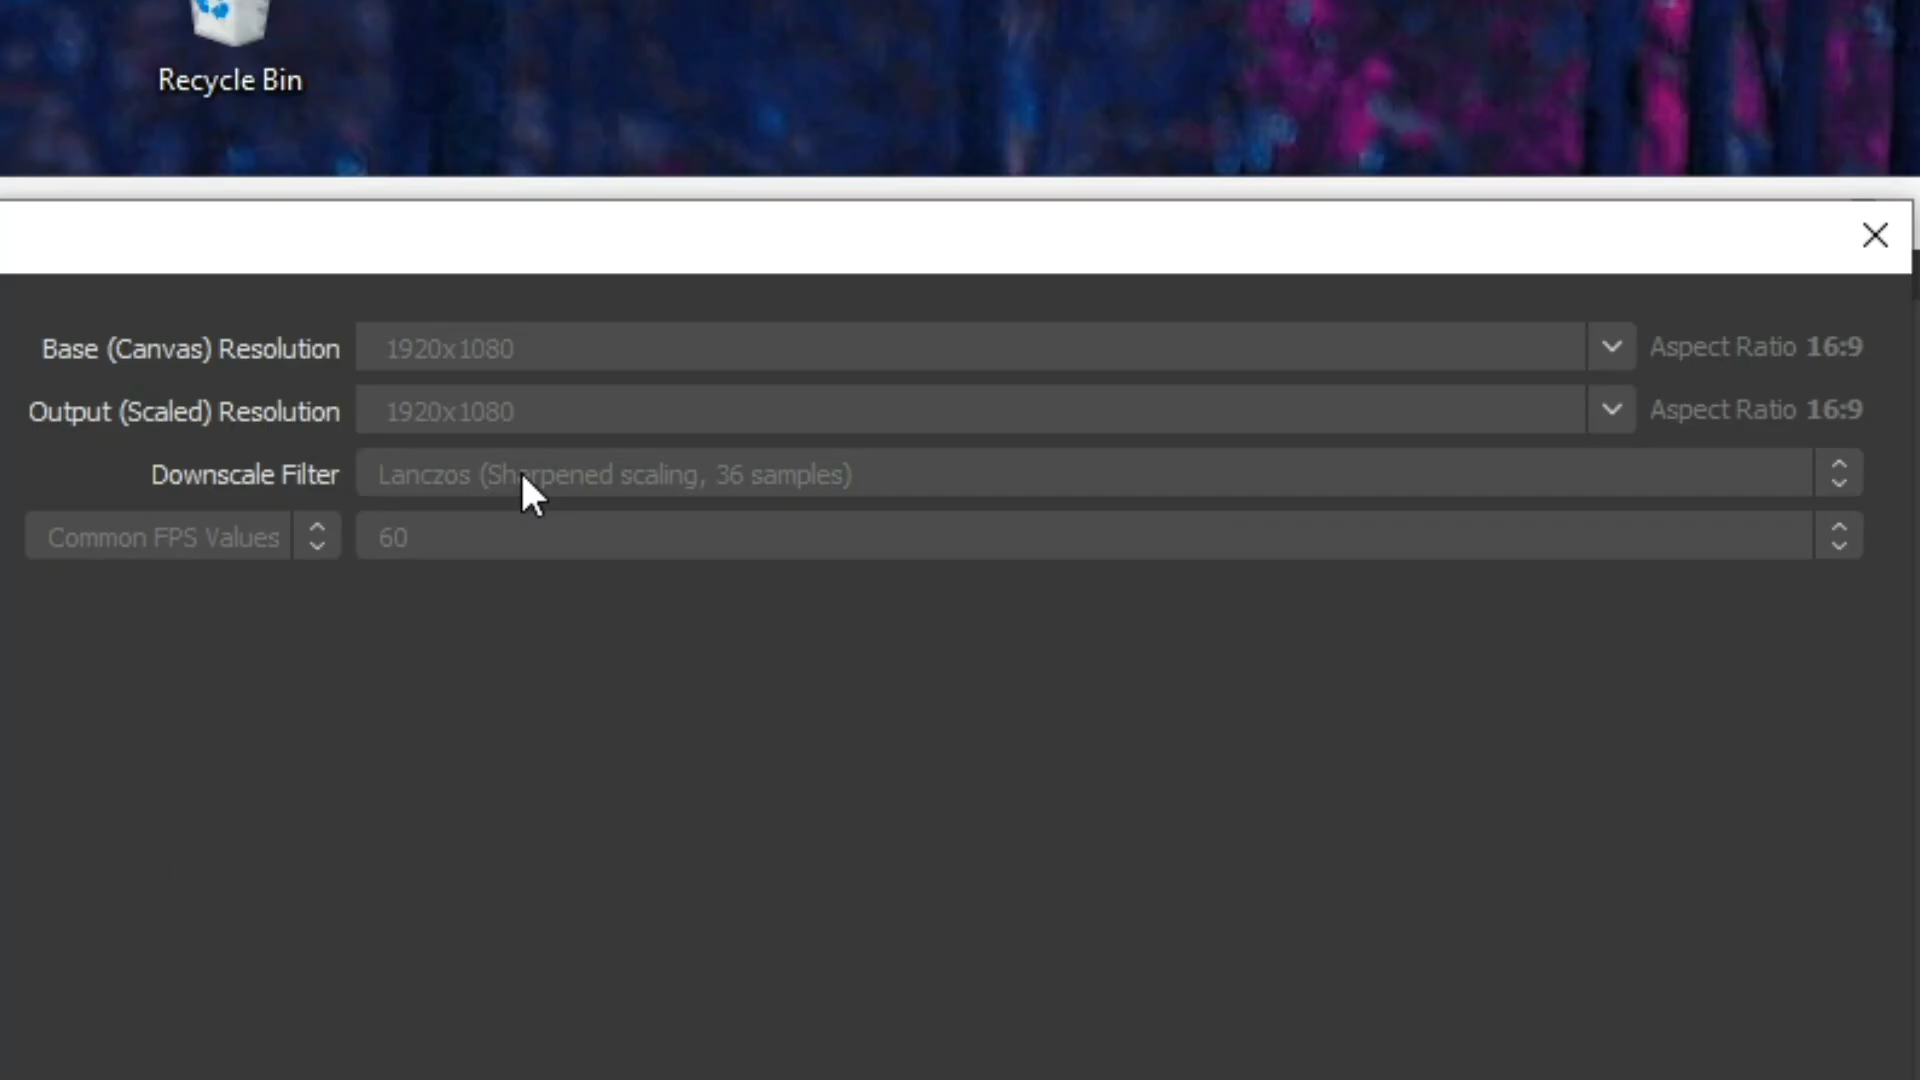 Recycle Bin
Base (Canvas) Resolution 1920x1080 Aspect Ratio 16:9
Output (Scaled) Resolution 1920x1080 Aspect Ratio 16:9
Downscale Filter Lanczos (Sharpened scaling, 36 samples)
Common FPS Values 60